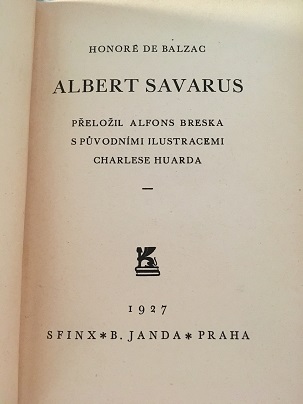 HONORÉ DE BALZAC
ALBERT SAVARUS
PŘELOŽIL ALFONS BRESKA
S PŮVODNÍMI ILUSTRACEMI
CHARLESE HUARDA
—
1927
SFINX * B. JANDA * PRAHA